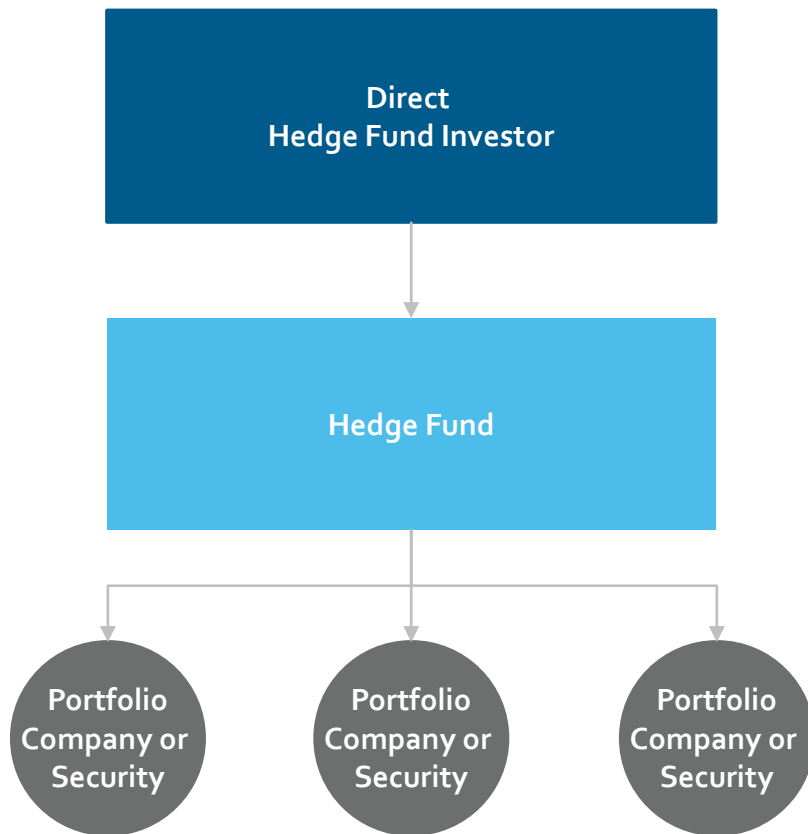 Direct
Hedge Fund Investor
Hedge Fund
Portfolio
Company or
Security
Portfolio
Company or
Security
Portfolio
Company or
Security